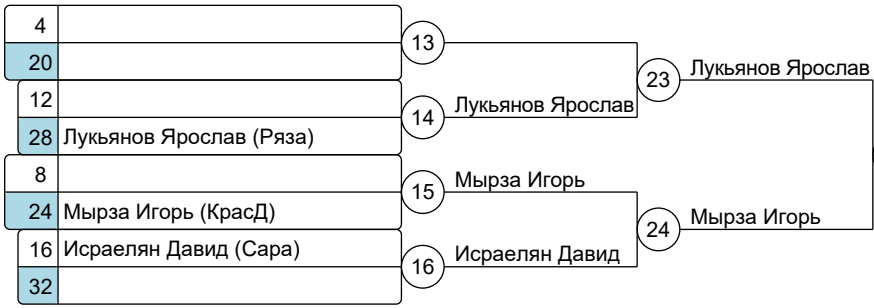 4
20
13
12
28 Лукьянов Ярослав (Ряза)
14 Лукьянов Ярослав
23 Лукьянов Ярослав
8
24 Мырза Игорь (КрасД)
15 Мырза Игорь
16 Исраелян Давид (Сара)
32
16 Исраелян Давид
24 Мырза Игорь